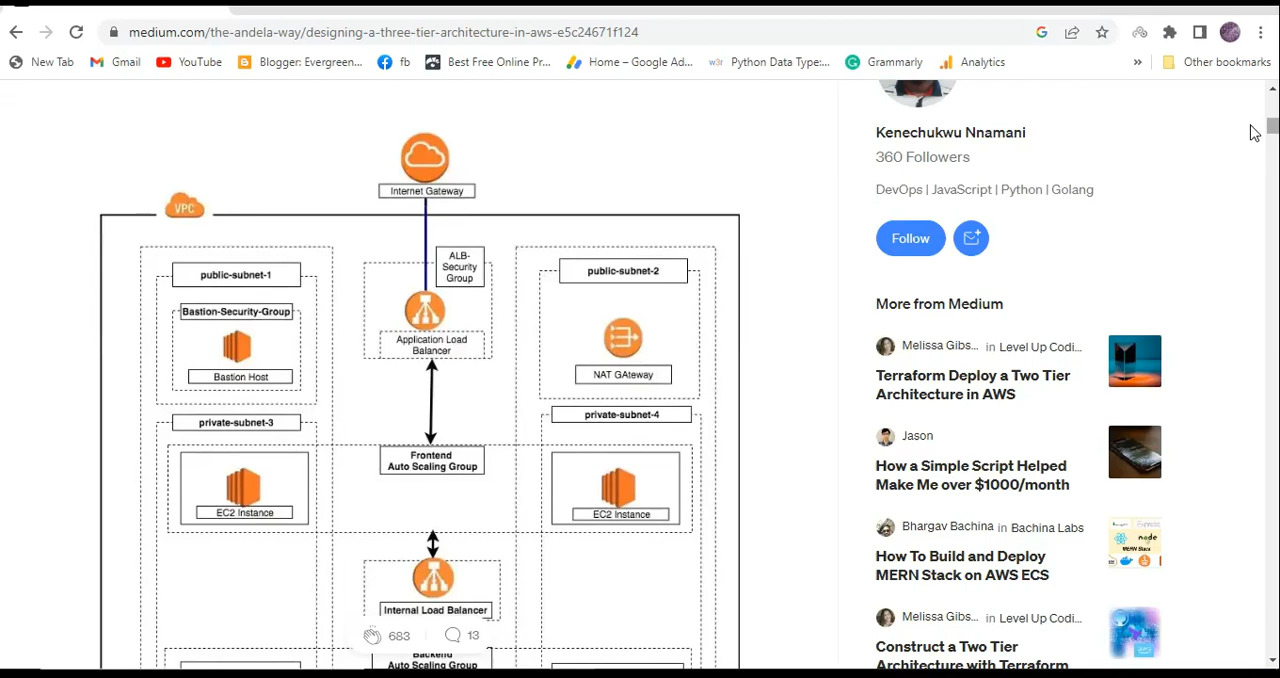 medium.com/the-andela-way/designing-a-three-tier-architecture-in-aws-e5c24671f124
New Tab
Gmail
YouTube
Blogger: Evergreen...
fb
Best Free Online Pr...
Home – Google Ad...
Python Data Type:...
Grammarly
Analytics
»
Other bookmarks
Internet Gateway
VPC
ALB-
Security
Group
public-subnet-1
Bastion-Security-Group
Bastion Host
Application Load
Balancer
public-subnet-2
NAT GAteway
private-subnet-3
private-subnet-4
Frontend
Auto Scaling Group
EC2 Instance
EC2 Instance
Internal Load Balancer
683
13
Backend
Auto Scaling Group
Kenechukwu Nnamani
360 Followers
DevOps | JavaScript | Python | Golang
Follow
More from Medium
Melissa Gibs... in Level Up Codi...
Terraform Deploy a Two Tier
Architecture in AWS
Jason
How a Simple Script Helped
Make Me over $1000/month
Bhargav Bachina in Bachina Labs
How To Build and Deploy
MERN Stack on AWS ECS
Melissa Gibs... in Level Up Codi...
Construct a Two Tier
Architecture with Terraform